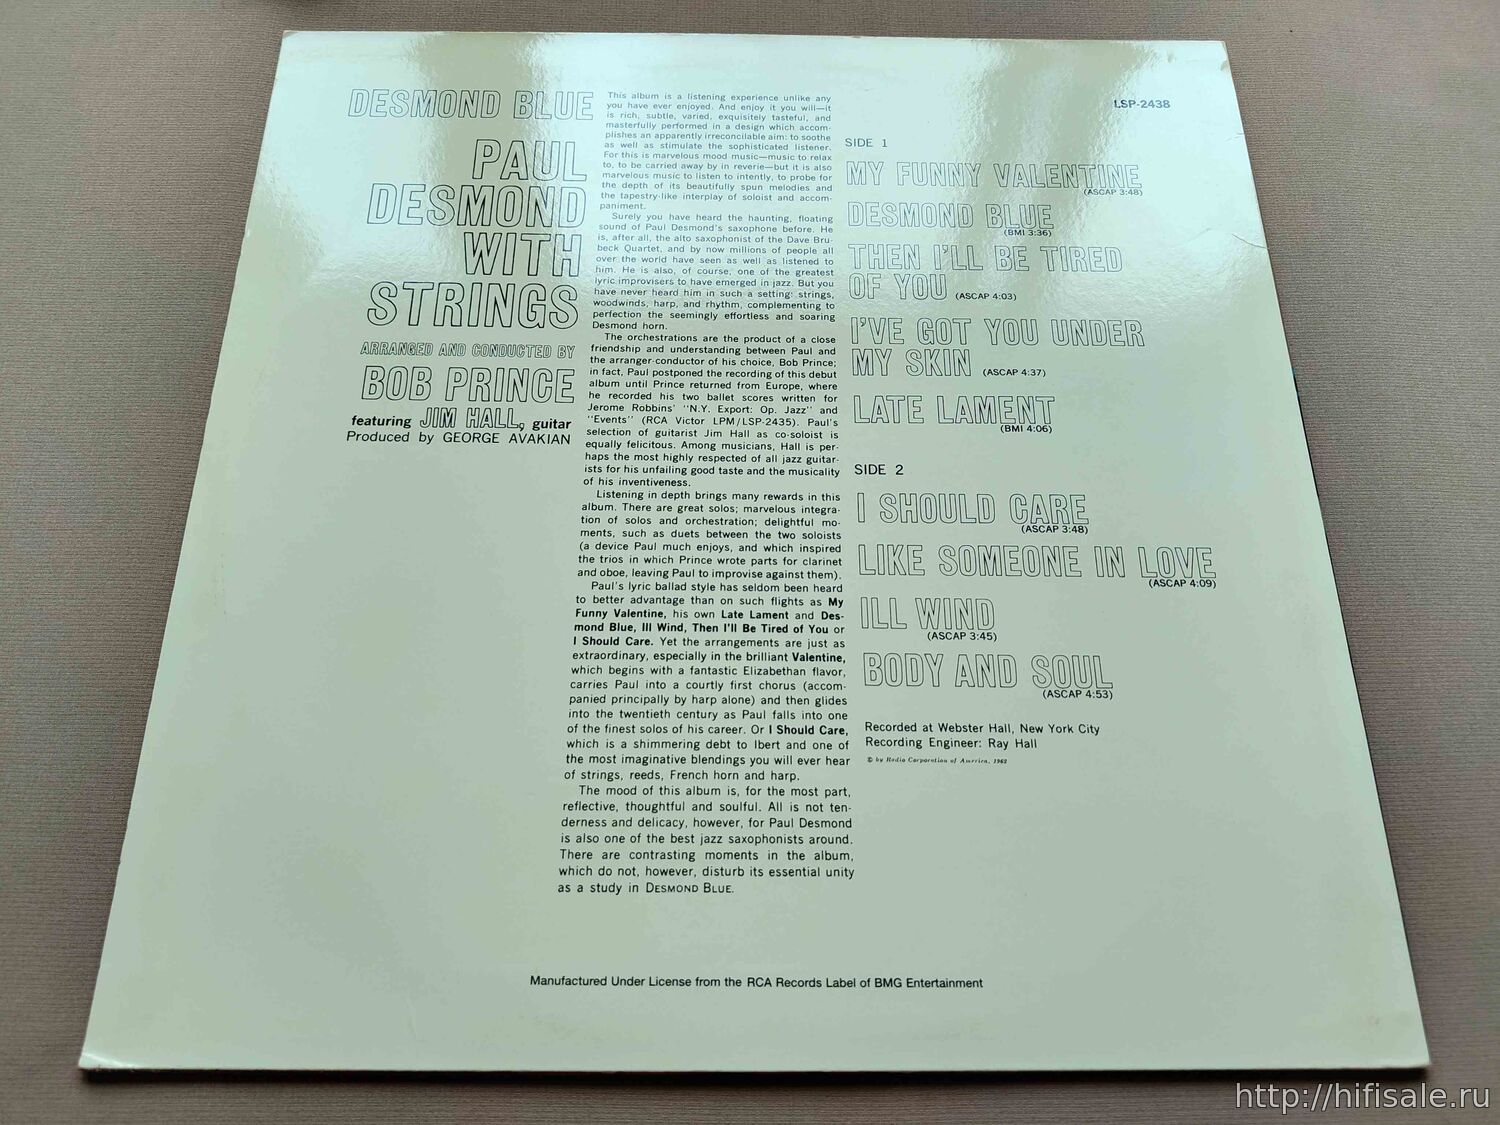 DESMOND BLUE
PAUL
DESMOND
WITH
STRINGS
ARRANGED AND CONDUCTED BY
BOB PRINCE
featuring JIM HALL, guitar
Produced by GEORGE AVAKIAN
This album is a listening experience unlike any
you have ever enjoyed. And enjoy it you will—it
is rich, subtle, varied, exquisitely tasteful, and
masterfully performed in a design which accom-
plishes an apparently irreconcilable aim: to soothe
as well as stimulate the sophisticated listener.
For this is marvelous mood music—music to relax
to, to be carried away by in reverie—but it is also
marvelous music to listen to intently, to probe for
the depth of its beautifully spun melodies and
the tapestry-like interplay of soloist and accom-
paniment.
Surely you have heard the haunting, floating
sound of Paul Desmond's saxophone before. He
is, after all, the alto saxophonist of the Dave Bru-
beck Quartet, and by now millions of people all
over the world have seen as well as listened to
him. He is also, of course, one of the greatest
lyric improvisers to have emerged in jazz. But you
have never heard him in such a setting: strings,
woodwinds, harp, and rhythm, complementing to
perfection the seemingly effortless and soaring
Desmond horn.
The orchestrations are the product of a close
friendship and understanding between Paul and
the arranger-conductor of his choice, Bob Prince;
in fact, Paul postponed the recording of this debut
album until Prince returned from Europe, where
he recorded his two ballet scores written for
Jerome Robbins' "N.Y. Export: Op. Jazz" and
"Events" (RCA Victor LPM/LSP-2435). Paul's
selection of guitarist Jim Hall as co-soloist is
equally felicitous. Among musicians, Hall is per-
haps the most highly respected of all jazz guitar-
ists for his unfailing good taste and the musicality
of his inventiveness.
Listening in depth brings many rewards in this
album. There are great solos; marvelous integra-
tion of solos and orchestration; delightful mo-
ments, such as duets between the two soloists
(a device Paul much enjoys, and which inspired
the trios in which Prince wrote parts for clarinet
and oboe, leaving Paul to improvise against them).
Paul's lyric ballad style has seldom been heard
to better advantage than on such flights as My
Funny Valentine, his own Late Lament and Des-
mond Blue, Ill Wind, Then I'll Be Tired of You or
I Should Care. Yet the arrangements are just as
extraordinary, especially in the brilliant Valentine,
which begins with a fantastic Elizabethan flavor,
carries Paul into a courtly first chorus (accom-
panied principally by harp alone) and then glides
into the twentieth century as Paul falls into one
of the finest solos of his career. Or I Should Care,
which is a shimmering debt to Ibert and one of
the most imaginative blendings you will ever hear
of strings, reeds, French horn and harp.
The mood of this album is, for the most part,
reflective, thoughtful and soulful. All is not ten-
derness and delicacy, however, for Paul Desmond
is also one of the best jazz saxophonists around.
There are contrasting moments in the album,
which do not, however, disturb its essential unity
as a study in DESMOND BLUE.
LSP-2438
SIDE 1
MY FUNNY VALENTINE
(ASCAP 3:48)
DESMOND BLUE
(BMI 3:36)
THEN I'LL BE TIRED
OF YOU (ASCAP 4:03)
I'VE GOT YOU UNDER
MY SKIN (ASCAP 4:37)
LATE LAMENT
(BMI 4:06)
SIDE 2
I SHOULD CARE
(ASCAP 3:48)
LIKE SOMEONE IN LOVE
(ASCAP 4:09)
ILL WIND
(ASCAP 3:45)
BODY AND SOUL
(ASCAP 4:53)
Recorded at Webster Hall, New York City
Recording Engineer: Ray Hall
© by Radio Corporation of America, 1962
Manufactured Under License from the RCA Records Label of BMG Entertainment
http://hifisale.ru